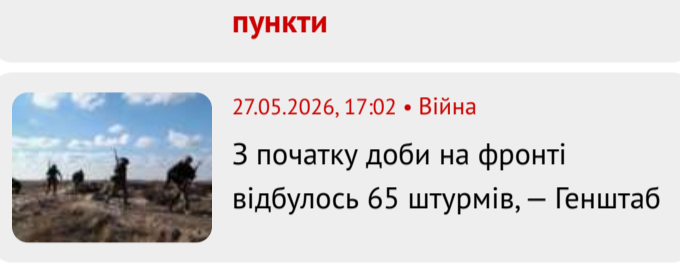 пункти
27.05.2026, 17:02 • Війна
З початку доби на фронті
відбулось 65 штурмів, — Генштаб